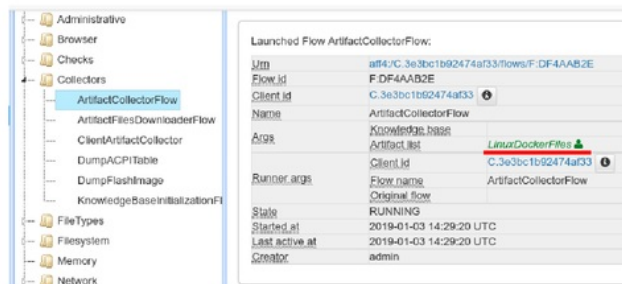 Administrative
Browser
Checks
Collectors
ArtifactCollectorFlow
ArtifactFilesDownloaderFlow
ClientArtifactCollector
DumpACPITable
DumpFlashImage
KnowledgeBaseInitializationFl
FileTypes
Filesystem
Memory
Network
Launched Flow ArtifactCollectorFlow:
Urn aff4:/C.3e3bc1b92474af33/flows/F:DF4AAB2E
Flow id F:DF4AAB2E
Client id C.3e3bc1b92474af33
Name ArtifactCollectorFlow
Args
Knowledge base
Artifact list LinuxDockerFiles
Runner args
Client id C.3e3bc1b92474af33
Flow name ArtifactCollectorFlow
Original flow
State RUNNING
Started at 2019-01-03 14:29:20 UTC
Last active at 2019-01-03 14:29:20 UTC
Creator admin